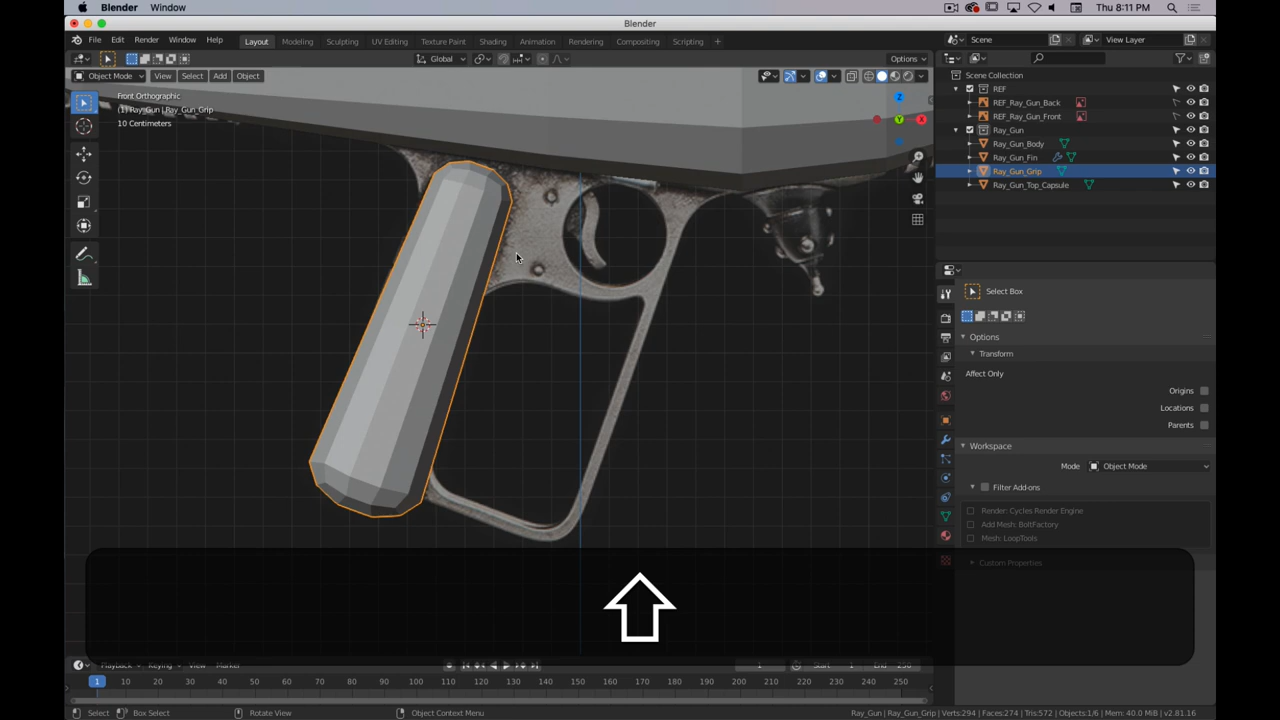 Blender Window Thu 8:11 PM
Blender
File Edit Render Window Help Layout Modeling Sculpting UV Editing Texture Paint Shading Animation Rendering Compositing Scripting + Scene View Layer
Global Options
Object Mode View Select Add Object
Scene Collection
REF
REF_Ray_Gun_Back
REF_Ray_Gun_Front
Ray_Gun
Ray_Gun_Body
Ray_Gun_Fin
Ray_Gun_Grip
Ray_Gun_Top_Capsule
Front Orthographic
(1) Ray_Gun | Ray_Gun_Grip
10 Centimeters
Z
Y
X
Select Box
Options
Transform
Affect Only
Origins
Locations
Parents
Workspace
Mode Object Mode
Filter Add-ons
Render: Cycles Render Engine
Add Mesh: BoltFactory
Mesh: LoopTools
Custom Properties
Playback Keying View Marker 1 Start 1 End 250
1 10 20 30 40 50 60 70 80 90 100 110 120 130 140 150 160 170 180 190 200 210 220 230 240 250
Select Box Select Rotate View Object Context Menu Ray_Gun | Ray_Gun_Grip | Verts:294 | Faces:274 | Tris:572 | Objects:1/6 | Mem: 40.0 MiB | v2.81.16